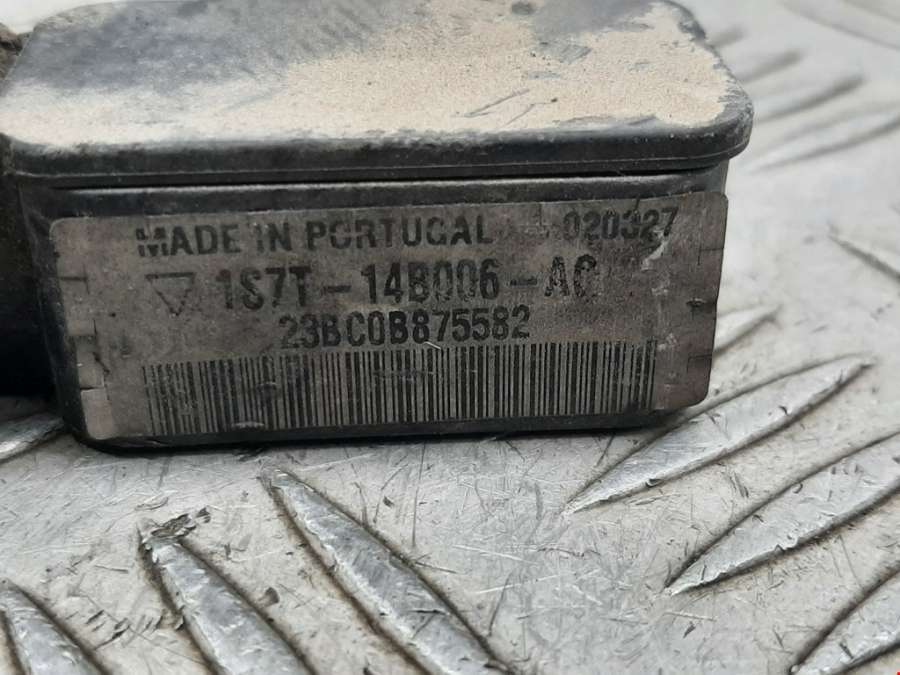 MADE IN PORTUGAL 020327
1S7T-14B006-AC
23BC0B875582